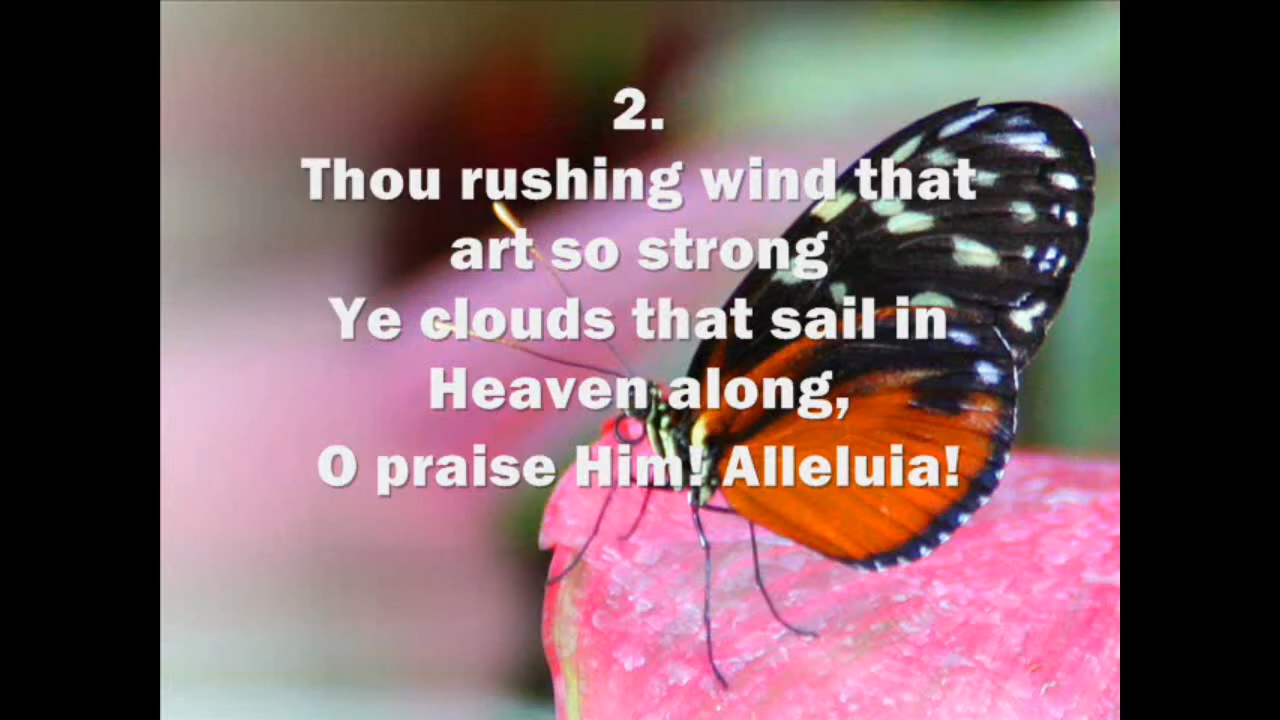 2.
Thou rushing wind that
art so strong
Ye clouds that sail in
Heaven along,
O praise Him! Alleluia!